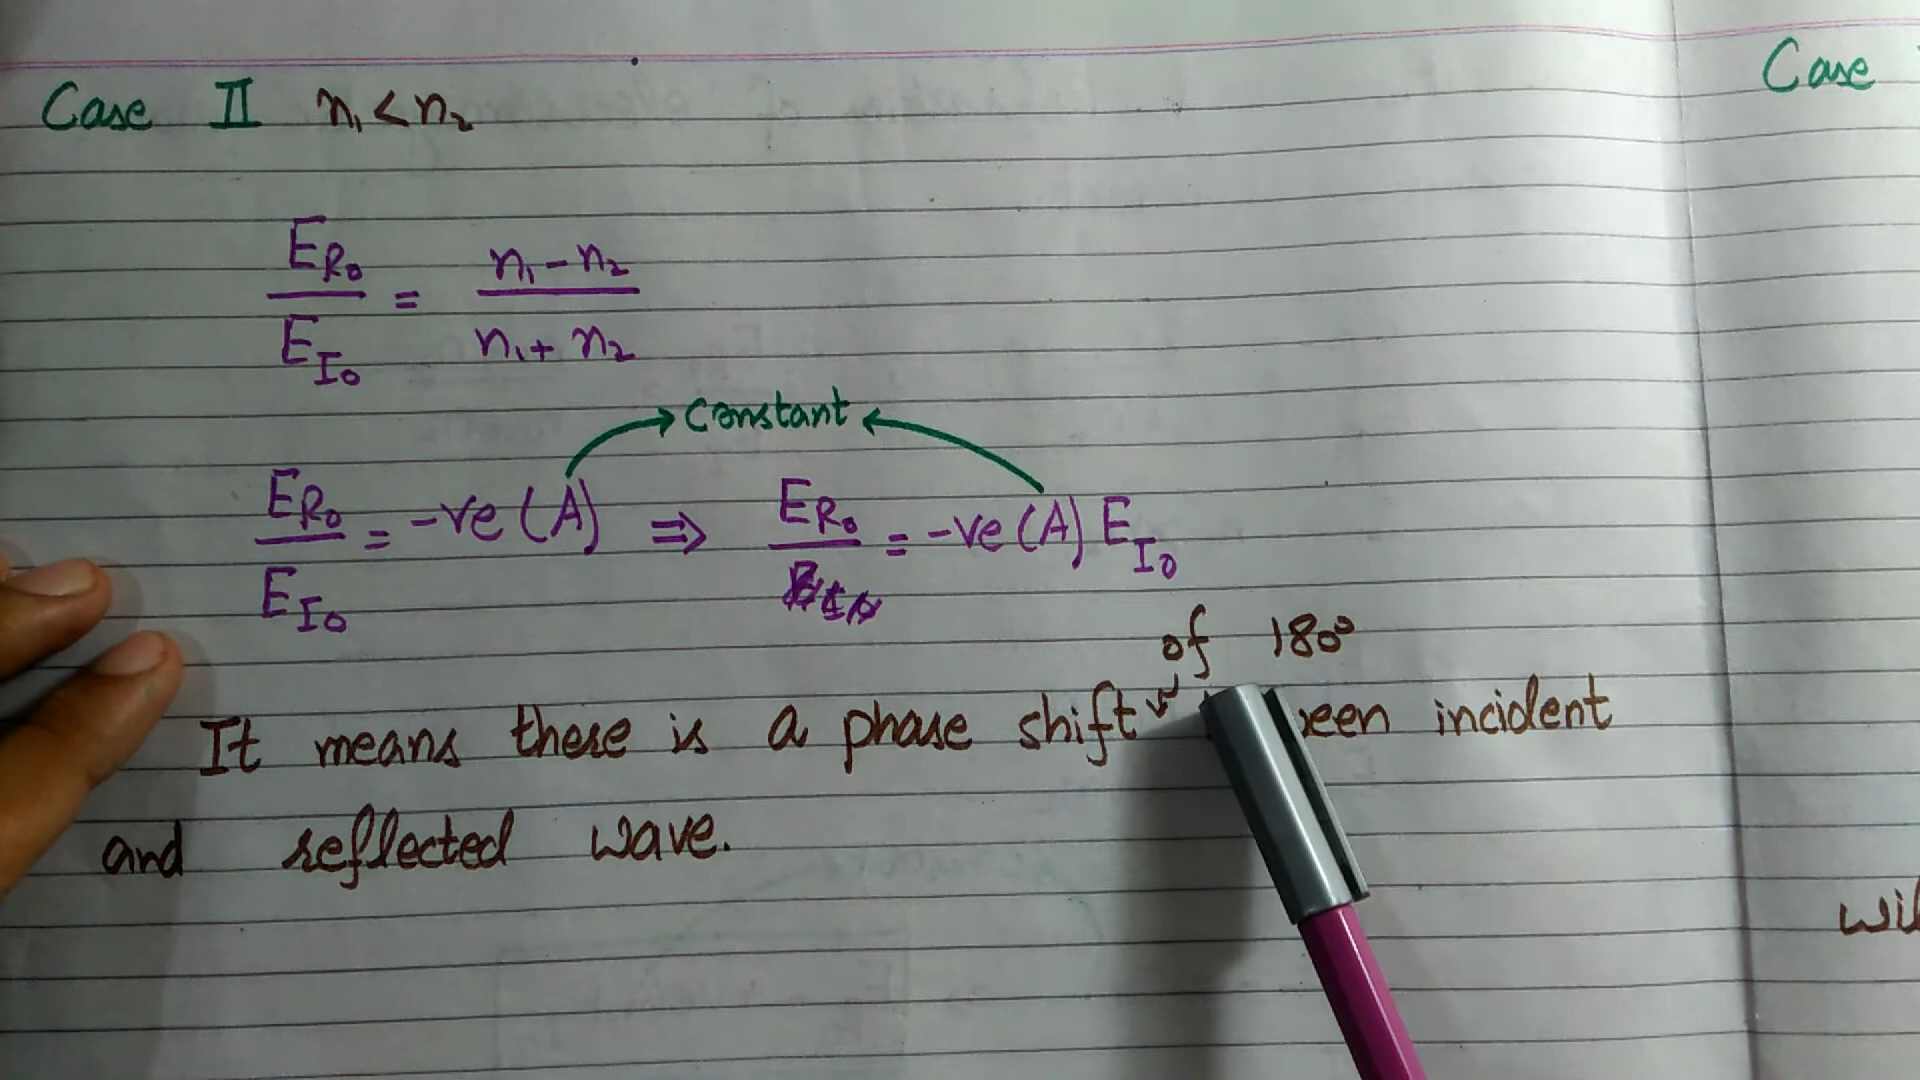 Case II n₁ < n₂
E_R₀ / E_I₀ = n₁ - n₂ / n₁ + n₂
Constant
E_R₀ / E_I₀ = -ve (A) ⇒ E_R₀ = -ve (A) E_I₀
of 180°
It means there is a phase shift een incident
and reflected wave.
Case